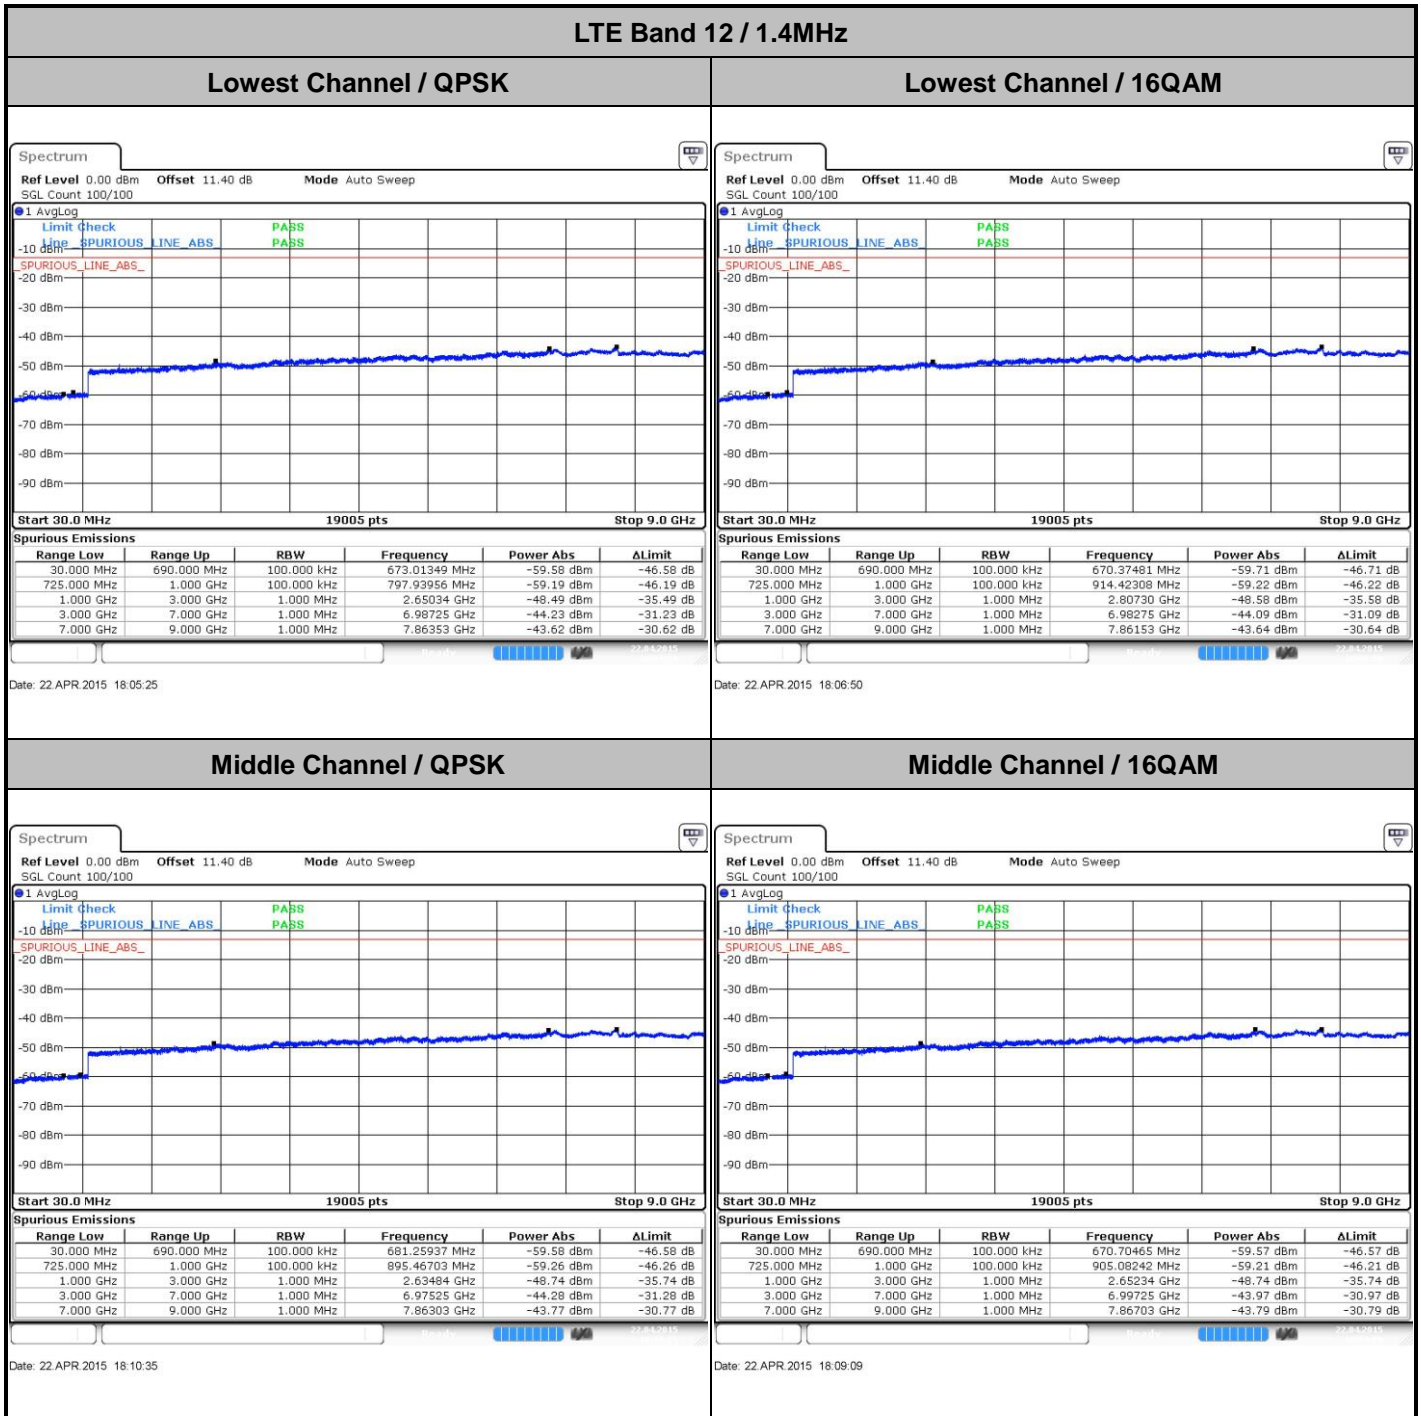 LTE Band 12 / 1.4MHz
Lowest Channel / QPSK
Spectrum
Ref Level 0.00 dBm Offset 11.40 dB Mode Auto Sweep
SGL Count 100/100
1 AvgLog
Limit Check PASS
Line _SPURIOUS_LINE_ABS_ PASS
-10 dBm
_SPURIOUS_LINE_ABS_
-20 dBm
-30 dBm
-40 dBm
-50 dBm
-60 dBm
-70 dBm
-80 dBm
-90 dBm
Start 30.0 MHz 19005 pts Stop 9.0 GHz
Spurious Emissions
Range Low Range Up RBW Frequency Power Abs ΔLimit
30.000 MHz 690.000 MHz 100.000 kHz 673.01349 MHz -59.58 dBm -46.58 dB
725.000 MHz 1.000 GHz 100.000 kHz 797.93956 MHz -59.19 dBm -46.19 dB
1.000 GHz 3.000 GHz 1.000 MHz 2.65034 GHz -48.49 dBm -35.49 dB
3.000 GHz 7.000 GHz 1.000 MHz 6.98725 GHz -44.23 dBm -31.23 dB
7.000 GHz 9.000 GHz 1.000 MHz 7.86353 GHz -43.62 dBm -30.62 dB
22.04.2015
Date: 22.APR.2015 18:05:25
Lowest Channel / 16QAM
Spectrum
Ref Level 0.00 dBm Offset 11.40 dB Mode Auto Sweep
SGL Count 100/100
1 AvgLog
Limit Check PASS
Line _SPURIOUS_LINE_ABS_ PASS
-10 dBm
_SPURIOUS_LINE_ABS_
-20 dBm
-30 dBm
-40 dBm
-50 dBm
-60 dBm
-70 dBm
-80 dBm
-90 dBm
Start 30.0 MHz 19005 pts Stop 9.0 GHz
Spurious Emissions
Range Low Range Up RBW Frequency Power Abs ΔLimit
30.000 MHz 690.000 MHz 100.000 kHz 670.37481 MHz -59.71 dBm -46.71 dB
725.000 MHz 1.000 GHz 100.000 kHz 914.42308 MHz -59.22 dBm -46.22 dB
1.000 GHz 3.000 GHz 1.000 MHz 2.80730 GHz -48.58 dBm -35.58 dB
3.000 GHz 7.000 GHz 1.000 MHz 6.98275 GHz -44.09 dBm -31.09 dB
7.000 GHz 9.000 GHz 1.000 MHz 7.86153 GHz -43.64 dBm -30.64 dB
22.04.2015
Date: 22.APR.2015 18:06:50
Middle Channel / QPSK
Spectrum
Ref Level 0.00 dBm Offset 11.40 dB Mode Auto Sweep
SGL Count 100/100
1 AvgLog
Limit Check PASS
Line _SPURIOUS_LINE_ABS_ PASS
-10 dBm
_SPURIOUS_LINE_ABS_
-20 dBm
-30 dBm
-40 dBm
-50 dBm
-60 dBm
-70 dBm
-80 dBm
-90 dBm
Start 30.0 MHz 19005 pts Stop 9.0 GHz
Spurious Emissions
Range Low Range Up RBW Frequency Power Abs ΔLimit
30.000 MHz 690.000 MHz 100.000 kHz 681.25937 MHz -59.58 dBm -46.58 dB
725.000 MHz 1.000 GHz 100.000 kHz 895.46703 MHz -59.26 dBm -46.26 dB
1.000 GHz 3.000 GHz 1.000 MHz 2.63484 GHz -48.74 dBm -35.74 dB
3.000 GHz 7.000 GHz 1.000 MHz 6.97525 GHz -44.28 dBm -31.28 dB
7.000 GHz 9.000 GHz 1.000 MHz 7.86303 GHz -43.77 dBm -30.77 dB
22.04.2015
Date: 22.APR.2015 18:10:35
Middle Channel / 16QAM
Spectrum
Ref Level 0.00 dBm Offset 11.40 dB Mode Auto Sweep
SGL Count 100/100
1 AvgLog
Limit Check PASS
Line _SPURIOUS_LINE_ABS_ PASS
-10 dBm
_SPURIOUS_LINE_ABS_
-20 dBm
-30 dBm
-40 dBm
-50 dBm
-60 dBm
-70 dBm
-80 dBm
-90 dBm
Start 30.0 MHz 19005 pts Stop 9.0 GHz
Spurious Emissions
Range Low Range Up RBW Frequency Power Abs ΔLimit
30.000 MHz 690.000 MHz 100.000 kHz 670.70465 MHz -59.57 dBm -46.57 dB
725.000 MHz 1.000 GHz 100.000 kHz 905.08242 MHz -59.21 dBm -46.21 dB
1.000 GHz 3.000 GHz 1.000 MHz 2.65234 GHz -48.74 dBm -35.74 dB
3.000 GHz 7.000 GHz 1.000 MHz 6.99725 GHz -43.97 dBm -30.97 dB
7.000 GHz 9.000 GHz 1.000 MHz 7.86703 GHz -43.79 dBm -30.79 dB
22.04.2015
Date: 22.APR.2015 18:09:09